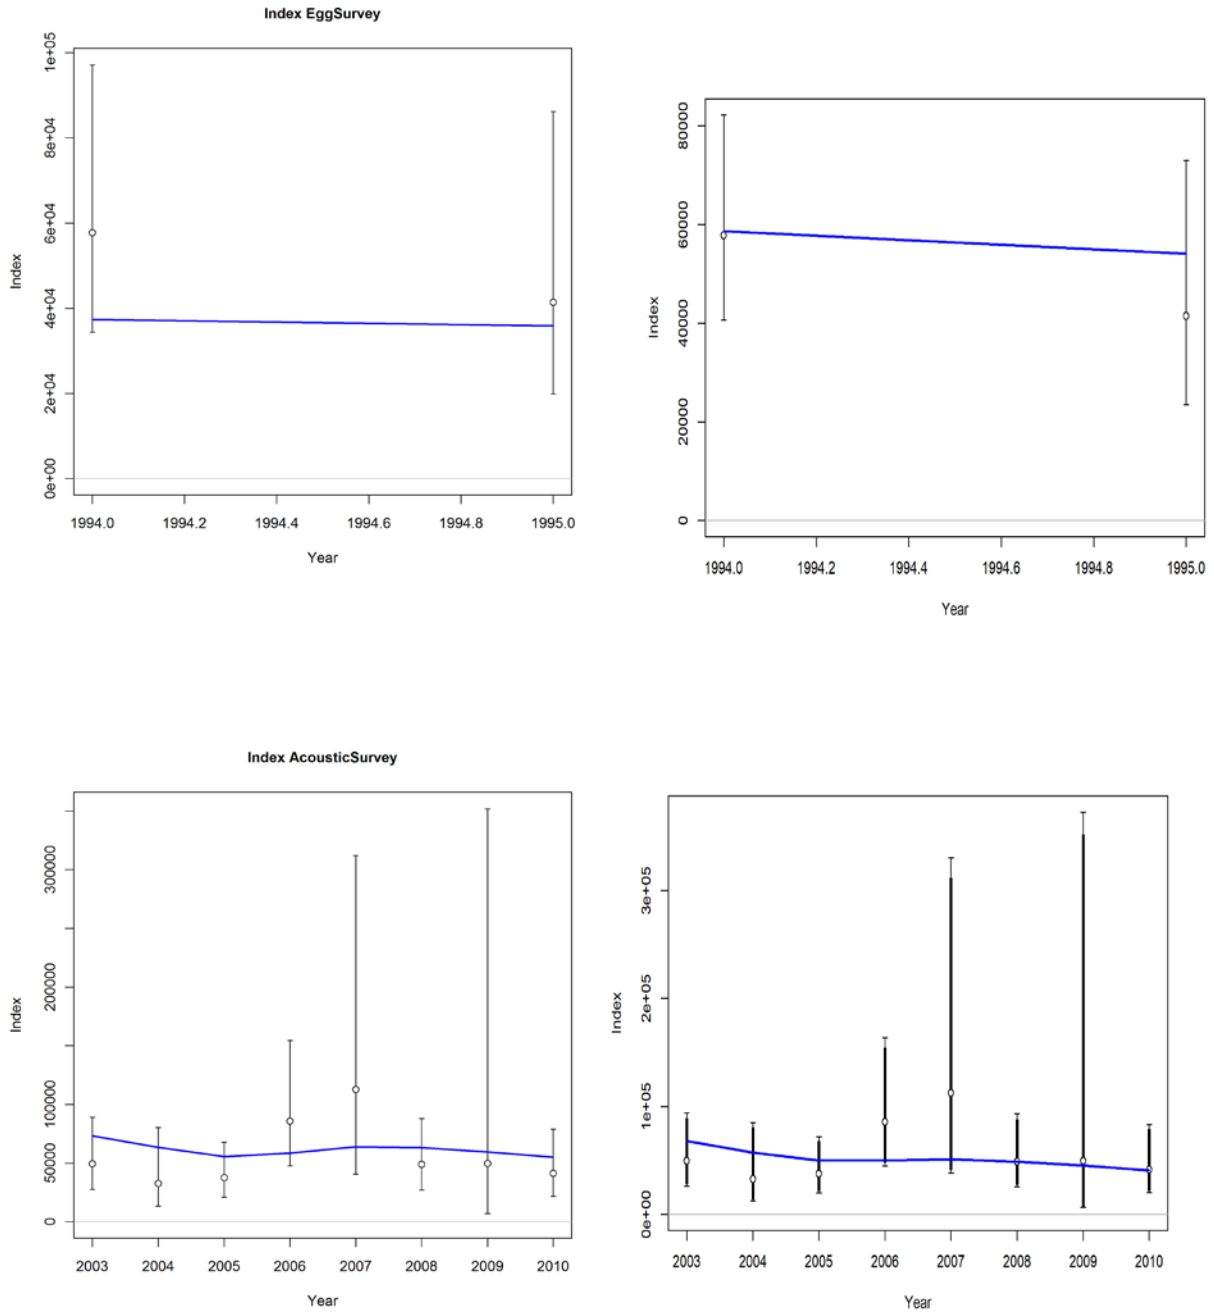 Index EggSurvey
1e+05
8e+04
6e+04
4e+04
2e+04
0e+00
Index
1994.0 1994.2 1994.4 1994.6 1994.8 1995.0
Year
80000
60000
40000
20000
0
Index
1994.0 1994.2 1994.4 1994.6 1994.8 1995.0
Year
Index AcousticSurvey
300000
200000
100000
50000
0
Index
2003 2004 2005 2006 2007 2008 2009 2010
Year
3e+05
2e+05
1e+05
0e+00
Index
2003 2004 2005 2006 2007 2008 2009 2010
Year